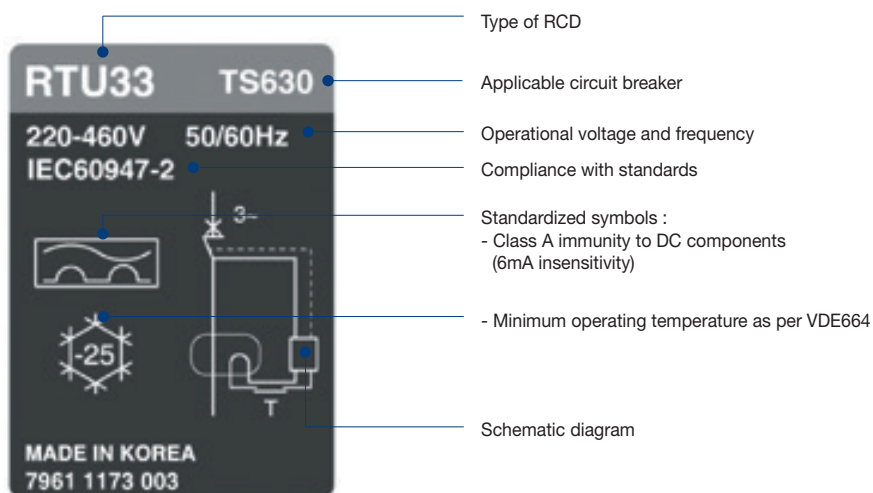 Type of RCD
RTU33 TS630
Applicable circuit breaker
220-460V 50/60Hz
Operational voltage and frequency
IEC60947-2
Compliance with standards
3~
Standardized symbols :
- Class A immunity to DC components
(6mA insensitivity)
-25
- Minimum operating temperature as per VDE664
T
Schematic diagram
MADE IN KOREA
7961 1173 003